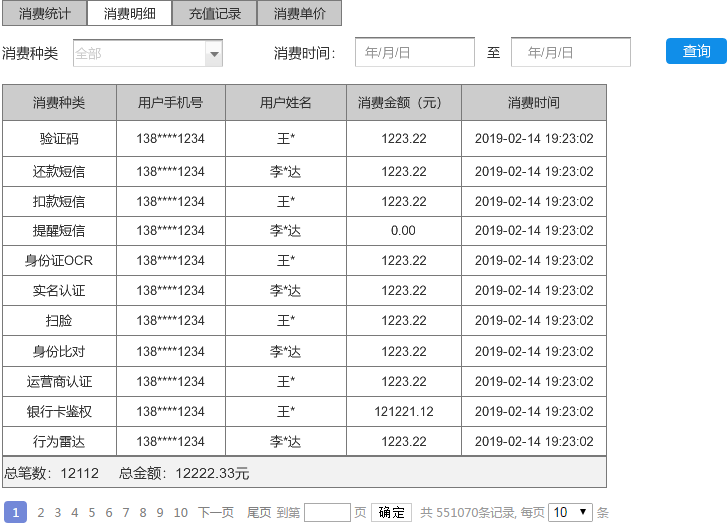 消费统计 消费明细 充值记录 消费单价
消费种类 全部 消费时间： 年/月/日 至 年/月/日 查询
消费种类 用户手机号 用户姓名 消费金额（元） 消费时间
验证码 138****1234 王* 1223.22 2019-02-14 19:23:02
还款短信 138****1234 李*达 1223.22 2019-02-14 19:23:02
扣款短信 138****1234 王* 1223.22 2019-02-14 19:23:02
提醒短信 138****1234 李*达 0.00 2019-02-14 19:23:02
身份证OCR 138****1234 王* 1223.22 2019-02-14 19:23:02
实名认证 138****1234 李*达 1223.22 2019-02-14 19:23:02
扫脸 138****1234 王* 1223.22 2019-02-14 19:23:02
身份比对 138****1234 李*达 1223.22 2019-02-14 19:23:02
运营商认证 138****1234 王* 1223.22 2019-02-14 19:23:02
银行卡鉴权 138****1234 王* 121221.12 2019-02-14 19:23:02
行为雷达 138****1234 李*达 1223.22 2019-02-14 19:23:02
总笔数：12112 总金额：12222.33元
1 2 3 4 5 6 7 8 9 10 下一页 尾页 到第 页 确定 共 551070条记录, 每页 10 条